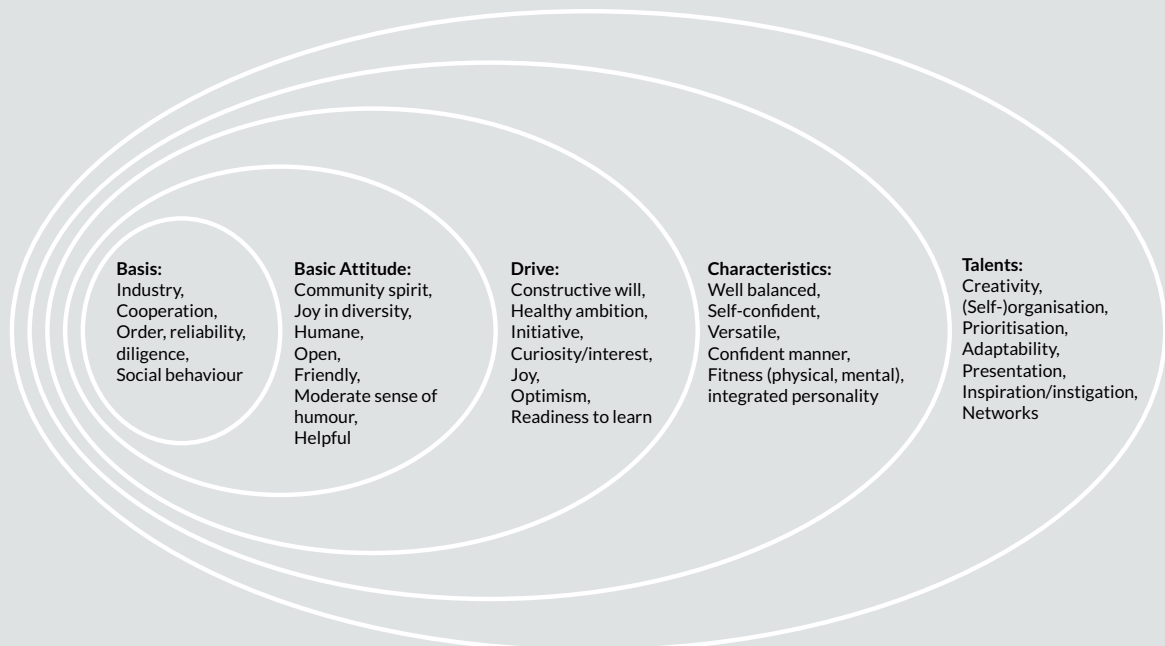 Basis:
Industry,
Cooperation,
Order, reliability,
diligence,
Social behaviour
Basic Attitude:
Community spirit,
Joy in diversity,
Humane,
Open,
Friendly,
Moderate sense of
humour,
Helpful
Drive:
Constructive will,
Healthy ambition,
Initiative,
Curiosity/interest,
Joy,
Optimism,
Readiness to learn
Characteristics:
Well balanced,
Self-confident,
Versatile,
Confident manner,
Fitness (physical, mental),
integrated personality
Talents:
Creativity,
(Self-)organisation,
Prioritisation,
Adaptability,
Presentation,
Inspiration/instigation,
Networks